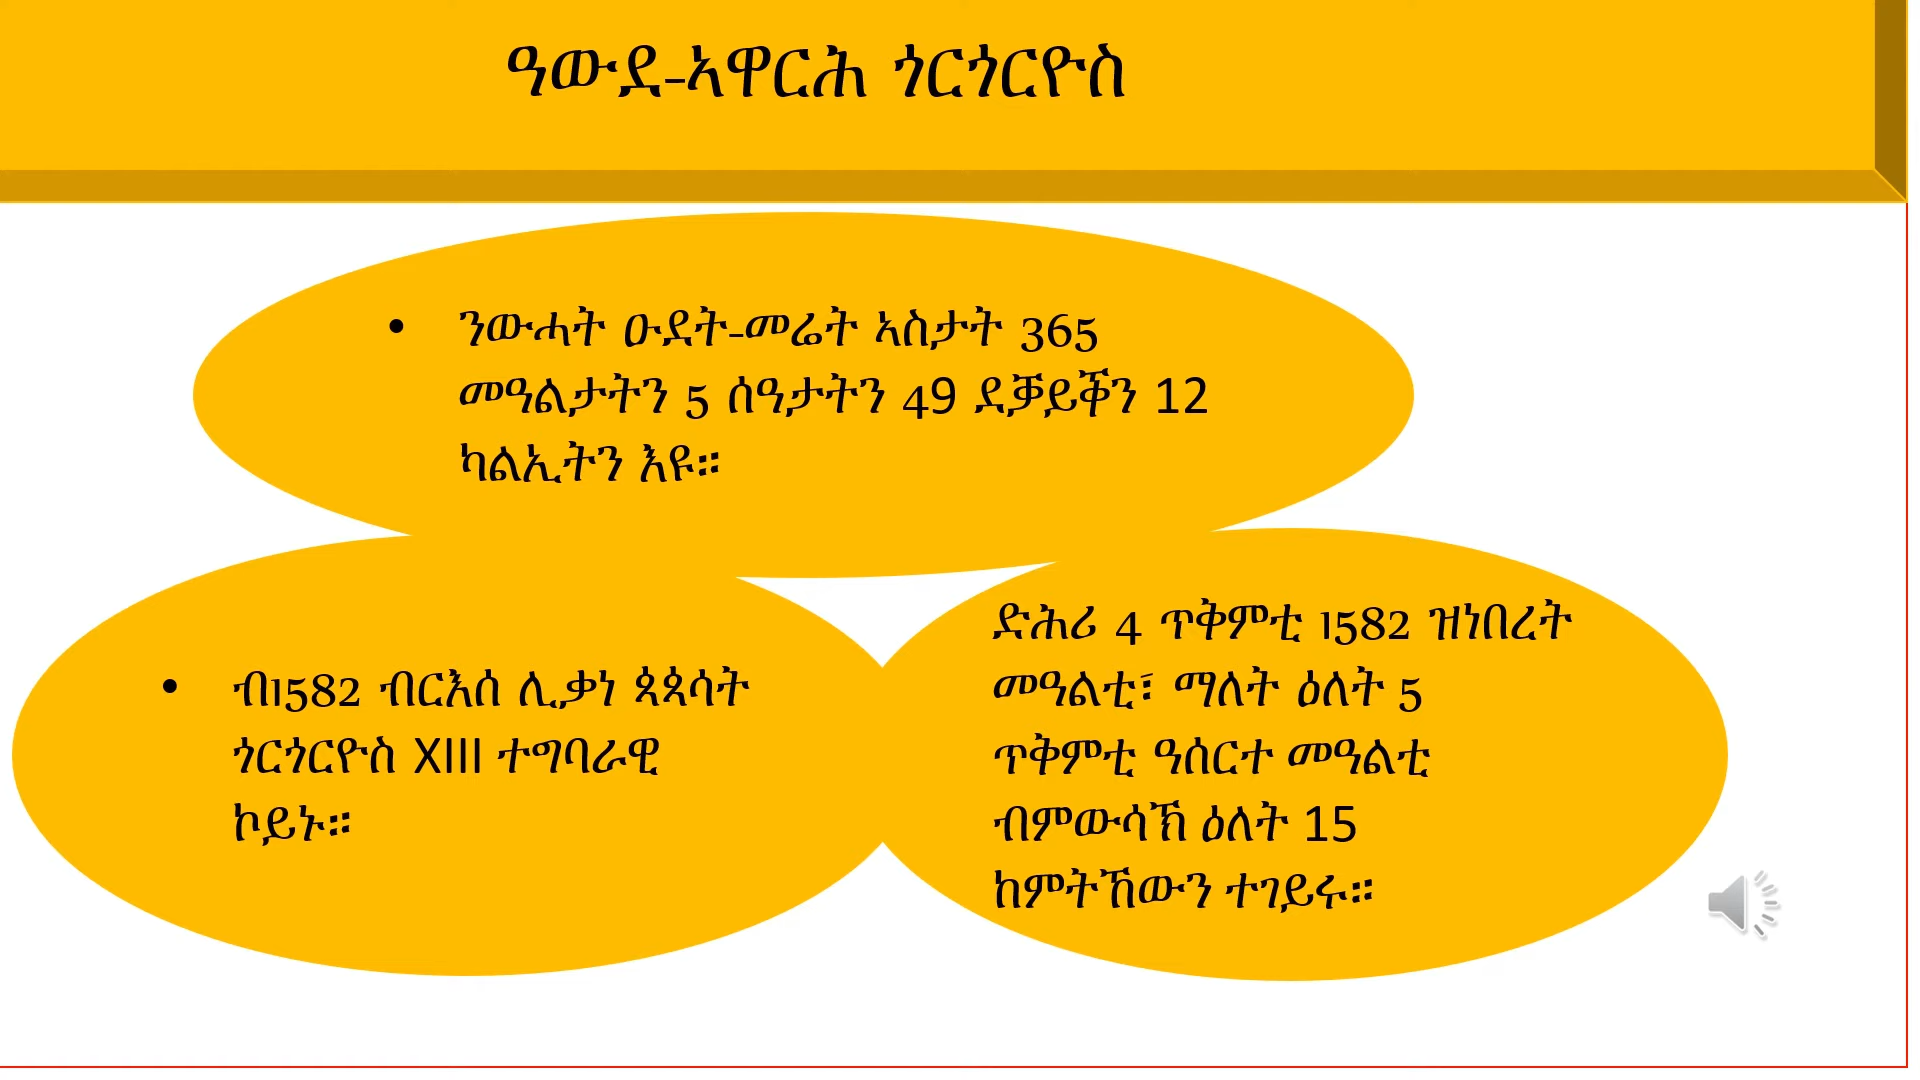 ዓውደ-ኣዋርሕ ጎርጎርዮስ
• ንውሓት ዑደት-መሬት ኣስታት 365
መዓልታትን 5 ሰዓታትን 49 ደቓይቕን 12
ካልኢትን እዩ።
• ብ1582 ብርእሰ ሊቃነ ጳጳሳት
ጎርጎርዮስ XIII ተግባራዊ
ኮይኑ።
ድሕሪ 4 ጥቅምቲ 1582 ዝነበረት
መዓልቲ፣ ማለት ዕለት 5
ጥቅምቲ ዓሰርተ መዓልቲ
ብምውሳኽ ዕለት 15
ከምትኸውን ተገይሩ።